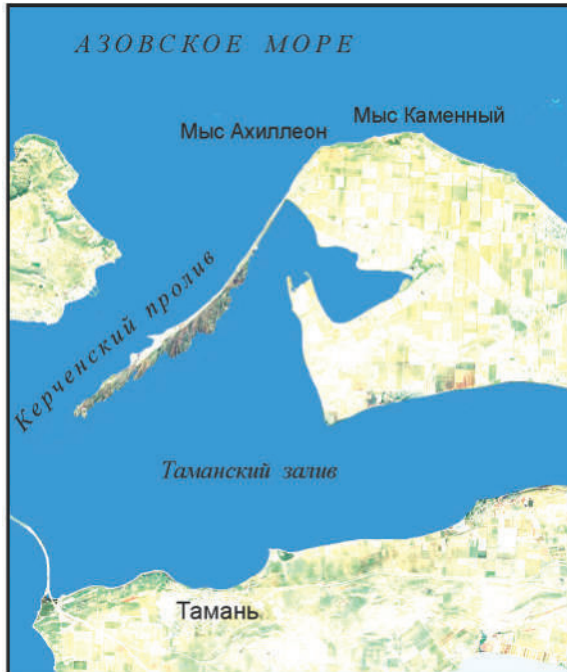 АЗОВСКОЕ МОРЕ
Мыс Каменный
Мыс Ахиллеон
Керченский пролив
Таманский залив
Тамань